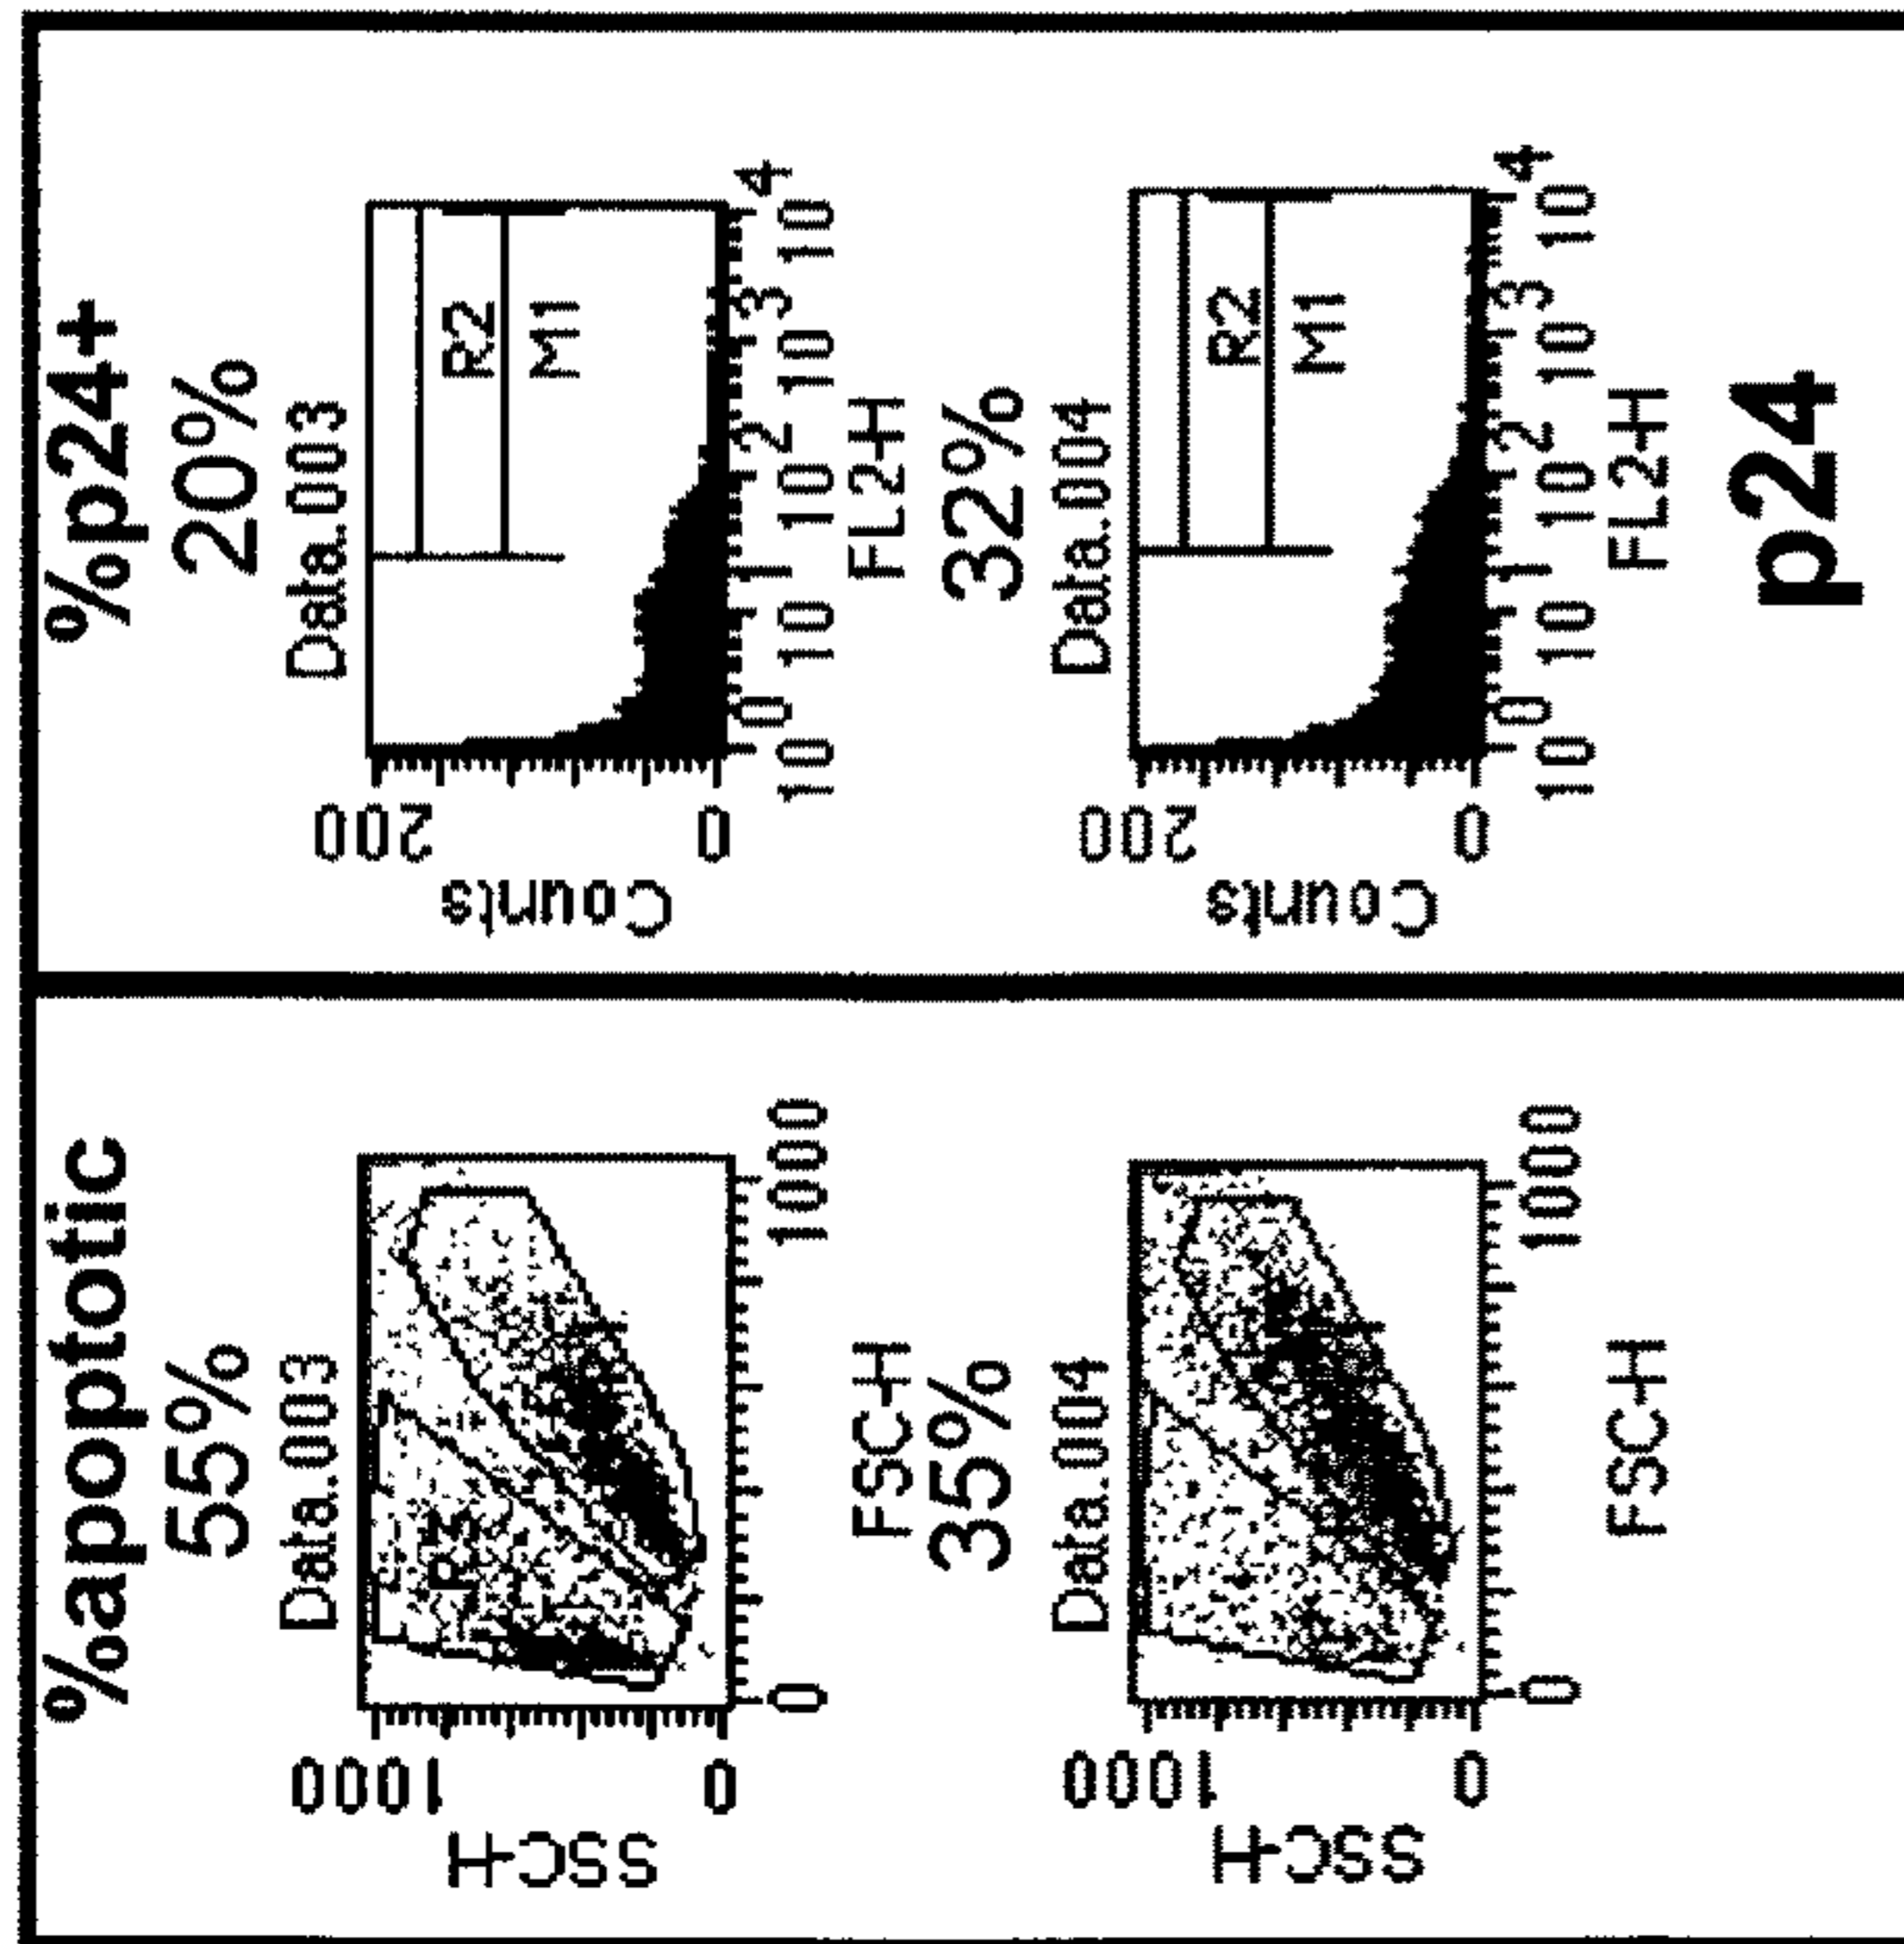 %apoptotic
55%
Data.003
SSC-H
1000
0
0 1000
FSC-H
35%
Data.004
SSC-H
1000
0
0 1000
FSC-H
%p24+
20%
Data.003
Counts
200
0
R2
M1
10^0 10^1 10^2 10^3 10^4
FL2-H
32%
Data.004
Counts
200
0
R2
M1
10^0 10^1 10^2 10^3 10^4
FL2-H
p24